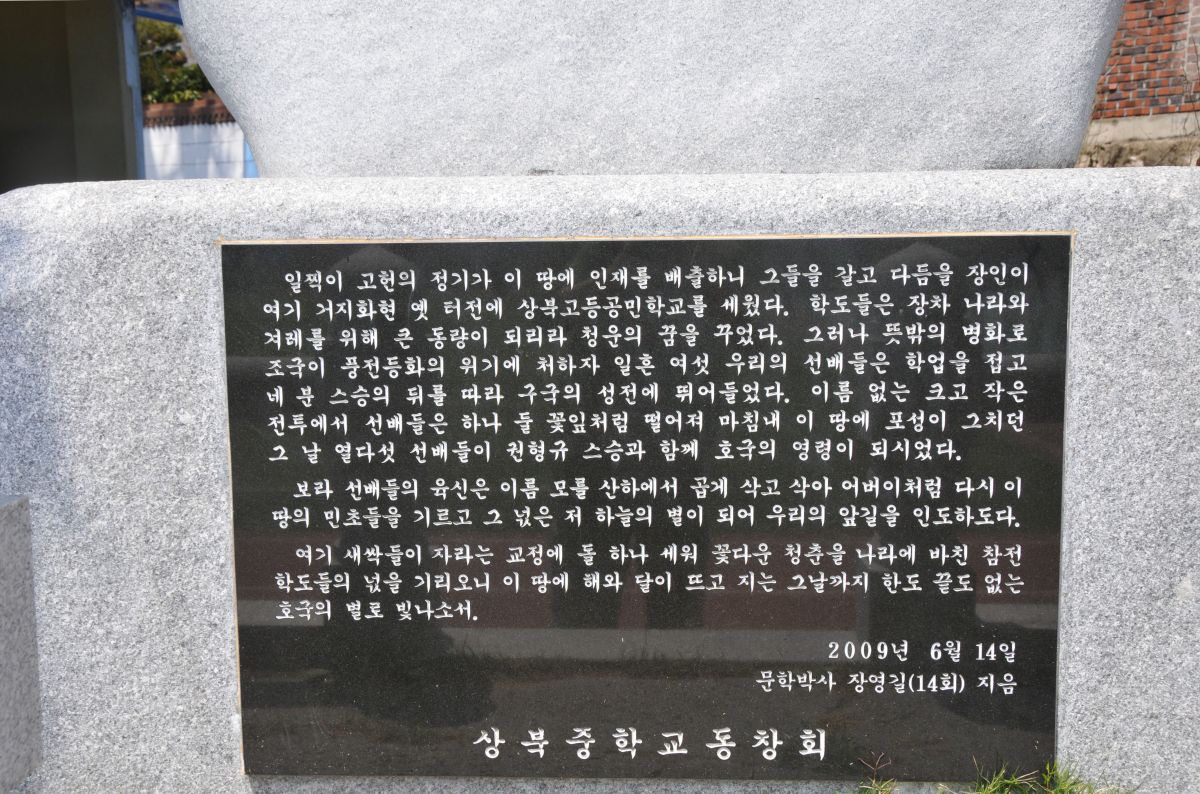 일찍이 고헌의 정기가 이 땅에 인재를 배출하니 그들을 갈고 다듬을 장인이
여기 거지화현 옛 터전에 상북고등공민학교를 세웠다. 학도들은 장차 나라와
겨레를 위해 큰 동량이 되리라 청운의 꿈을 꾸었다. 그러나 뜻밖의 병화로
조국이 풍전등화의 위기에 처하자 일흔 여섯 우리의 선배들은 학업을 접고
네 분 스승의 뒤를 따라 구국의 성전에 뛰어들었다. 이름 없는 크고 작은
전투에서 선배들은 하나 둘 꽃잎처럼 떨어져 마침내 이 땅에 포성이 그치던
그 날 열다섯 선배들이 권형규 스승과 함께 호국의 영령이 되시었다.
보라 선배들의 육신은 이름 모를 산하에서 곱게 삭고 삭아 어버이처럼 다시 이
땅의 민초들을 기르고 그 넋은 저 하늘의 별이 되어 우리의 앞길을 인도하도다.
여기 새싹들이 자라는 교정에 돌 하나 세워 꽃다운 청춘을 나라에 바친 참전
학도들의 넋을 기리오니 이 땅에 해와 달이 뜨고 지는 그날까지 한도 끝도 없는
호국의 별로 빛나소서.
2009년 6월 14일
문학박사 장영길(14회) 지음
상북중학교동창회